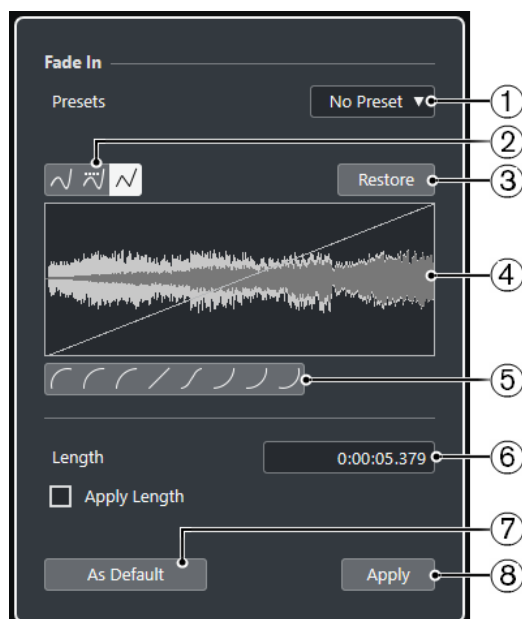 Fade In
Presets
No Preset ▼
1
2
3
Restore
4
5
Length
0:00:05.379
6
Apply Length
7
As Default
Apply
8